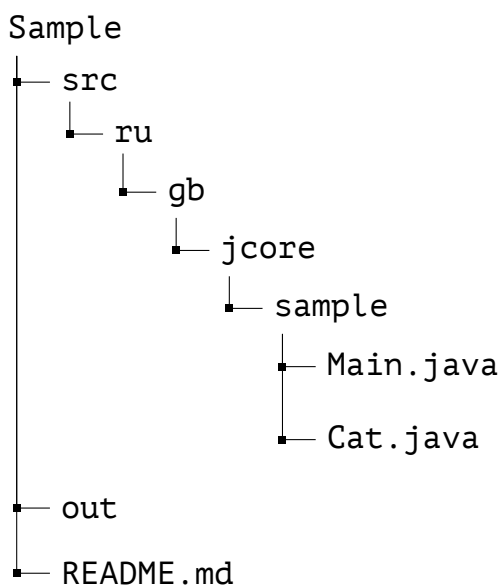 Sample
src
ru
gb
jcore
sample
Main.java
Cat.java
out
README.md